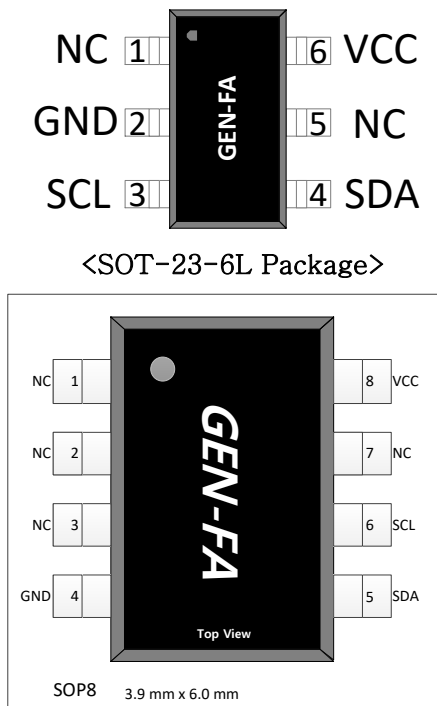 NC 1 6 VCC
GND 2 GEN-FA 5 NC
SCL 3 4 SDA
<SOT-23-6L Package>
NC 1 8 VCC
NC 2 7 NC
GEN-FA
NC 3 6 SCL
GND 4 5 SDA
Top View
SOP8 3.9 mm x 6.0 mm